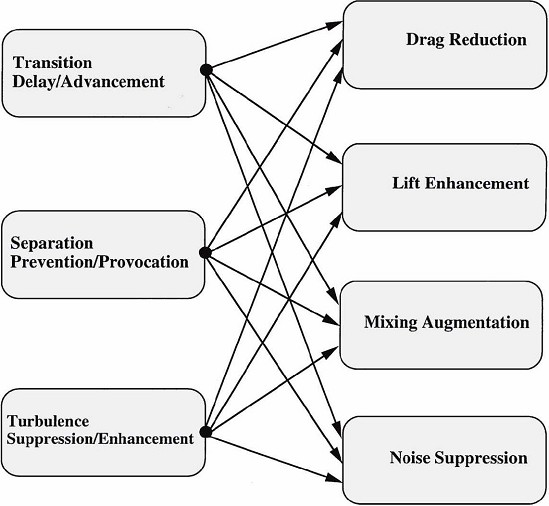 Transition
Delay/Advancement
Separation
Prevention/Provocation
Turbulence
Suppression/Enhancement
Drag Reduction
Lift Enhancement
Mixing Augmentation
Noise Suppression